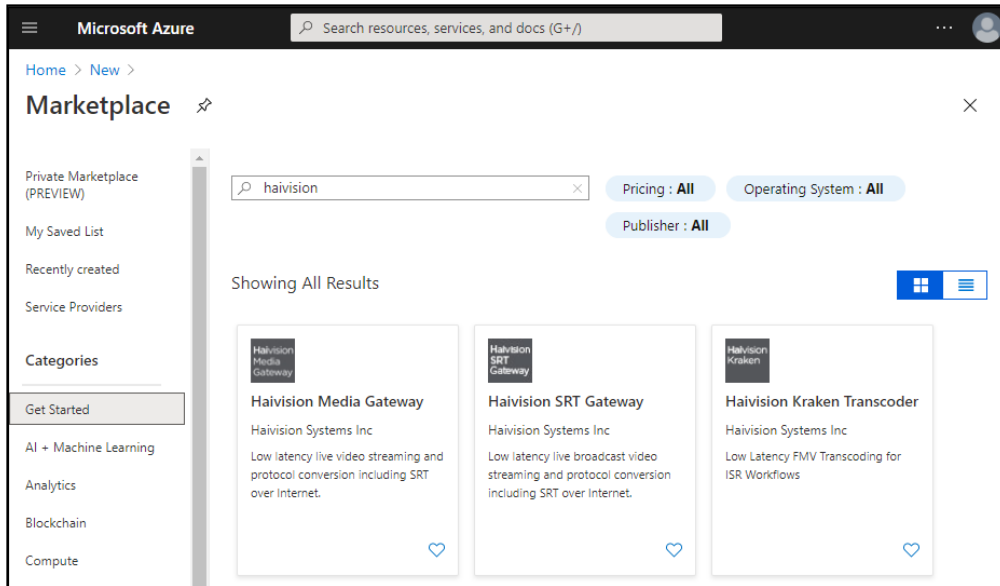 Microsoft Azure
Search resources, services, and docs (G+/)
...
Home > New >
Marketplace
Private Marketplace
(PREVIEW)
My Saved List
Recently created
Service Providers
Categories
Get Started
AI + Machine Learning
Analytics
Blockchain
Compute
haivision
Pricing : All
Operating System : All
Publisher : All
Showing All Results
Haivision
Media
Gateway
Haivision Media Gateway
Haivision Systems Inc
Low latency live video streaming and
protocol conversion including SRT
over Internet.
Haivision
SRT
Gateway
Haivision SRT Gateway
Haivision Systems Inc
Low latency live broadcast video
streaming and protocol conversion
including SRT over Internet.
Haivision
Kraken
Haivision Kraken Transcoder
Haivision Systems Inc
Low Latency FMV Transcoding for
ISR Workflows